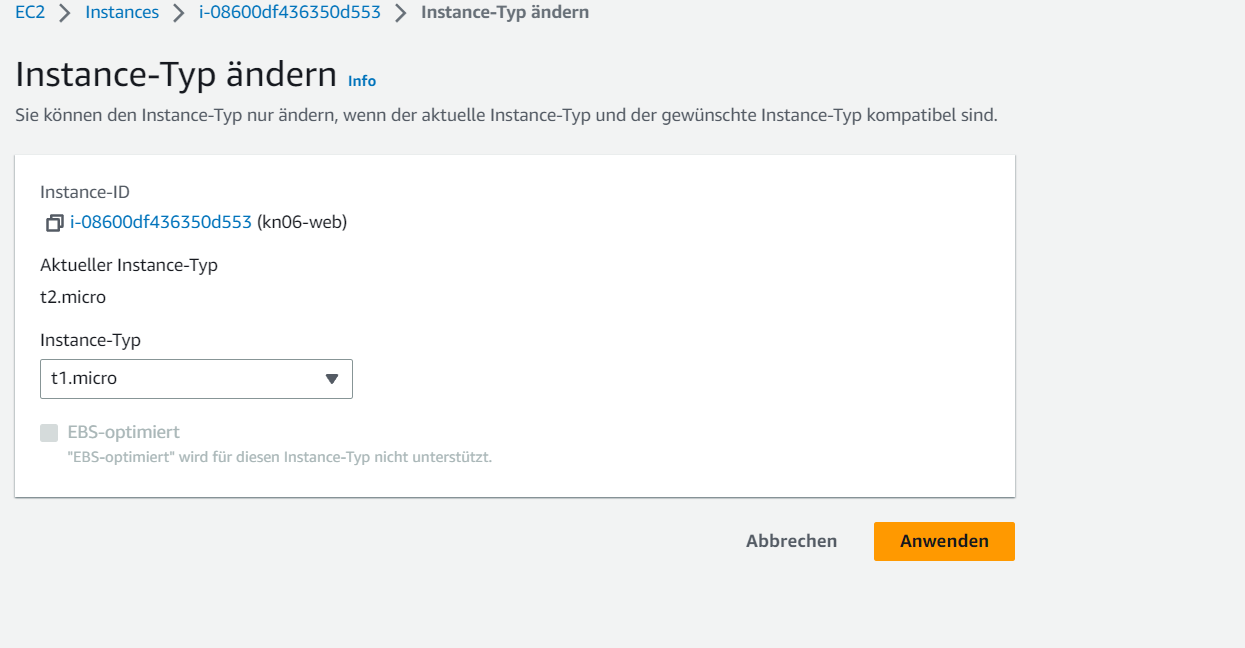 EC2 > Instances > i-08600df436350d553 > Instance-Typ ändern
Instance-Typ ändern Info
Sie können den Instance-Typ nur ändern, wenn der aktuelle Instance-Typ und der gewünschte Instance-Typ kompatibel sind.
Instance-ID
i-08600df436350d553 (kn06-web)
Aktueller Instance-Typ
t2.micro
Instance-Typ
t1.micro
EBS-optimiert
"EBS-optimiert" wird für diesen Instance-Typ nicht unterstützt.
Abbrechen Anwenden